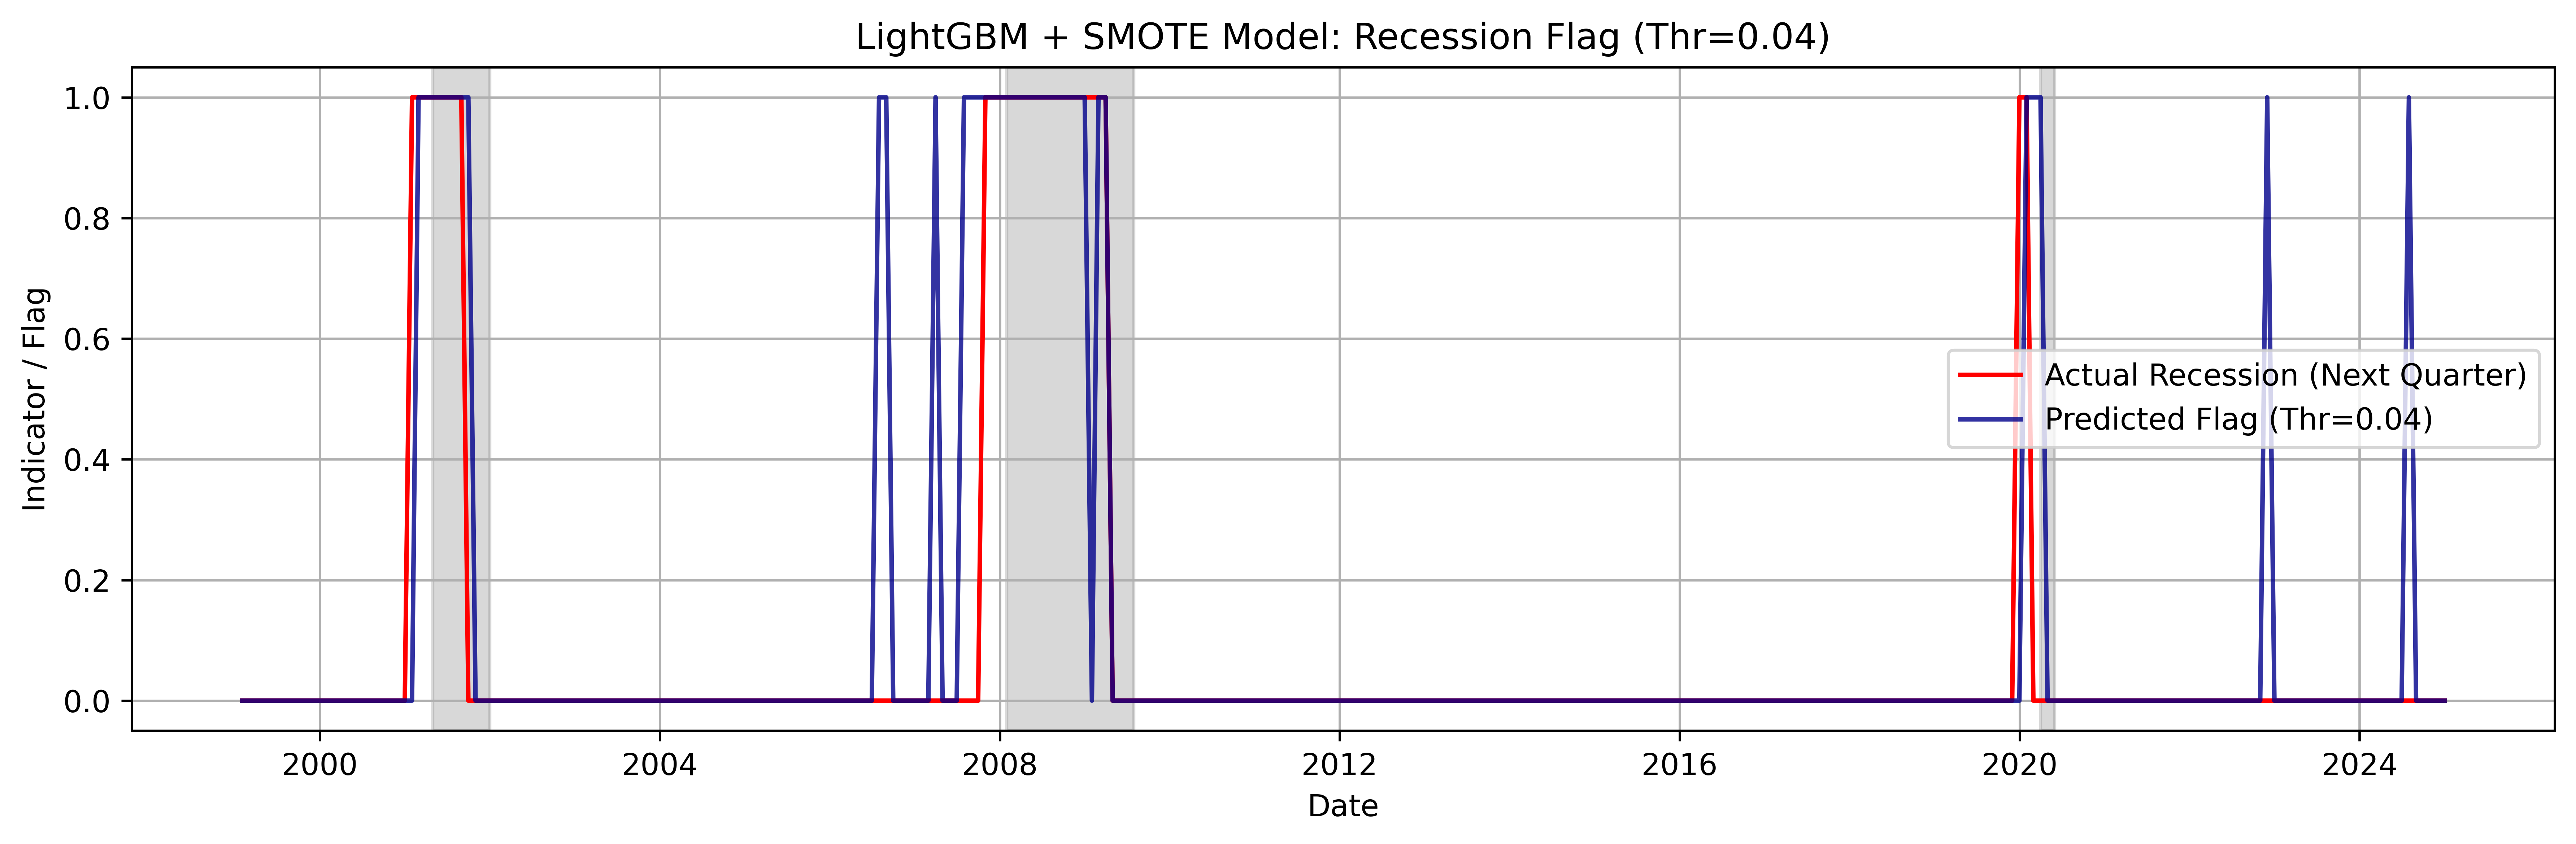 LightGBM + SMOTE Model: Recession Flag (Thr=0.04)
Indicator / Flag
1.0
0.8
0.6
0.4
0.2
0.0
Actual Recession (Next Quarter)
Predicted Flag (Thr=0.04)
2000 2004 2008 2012 2016 2020 2024
Date